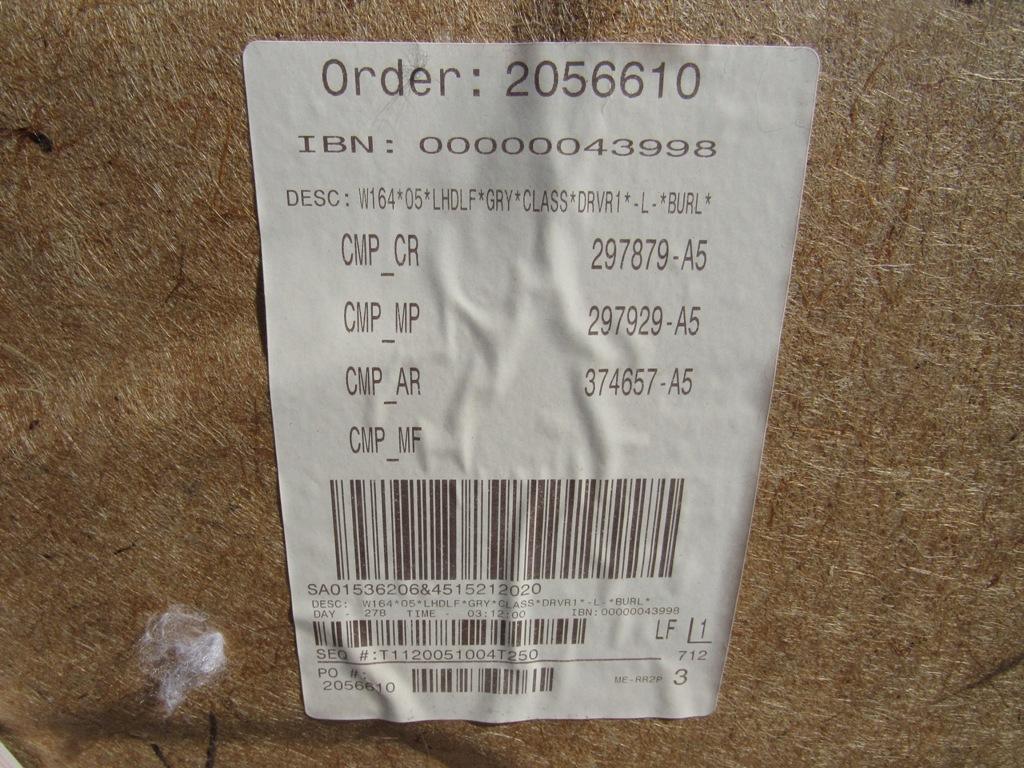 Order: 2056610
IBN: 00000043998
DESC: W164*05*LHDLF*GRY*CLASS*DRVR1*-L-*BURL*
CMP_CR 297879-A5
CMP_MP 297929-A5
CMP_AR 374657-A5
CMP_MF
SA01536206&4515212020
DESC: W164*05*LHDLF*GRY*CLASS*DRVR1*-L-*BURL*
DAY - 278 TIME - 03:12:00 IBN:00000043998
LF 1
SEQ #:T1120051004T250 712
PO #:
2056610 ME-RR2P 3